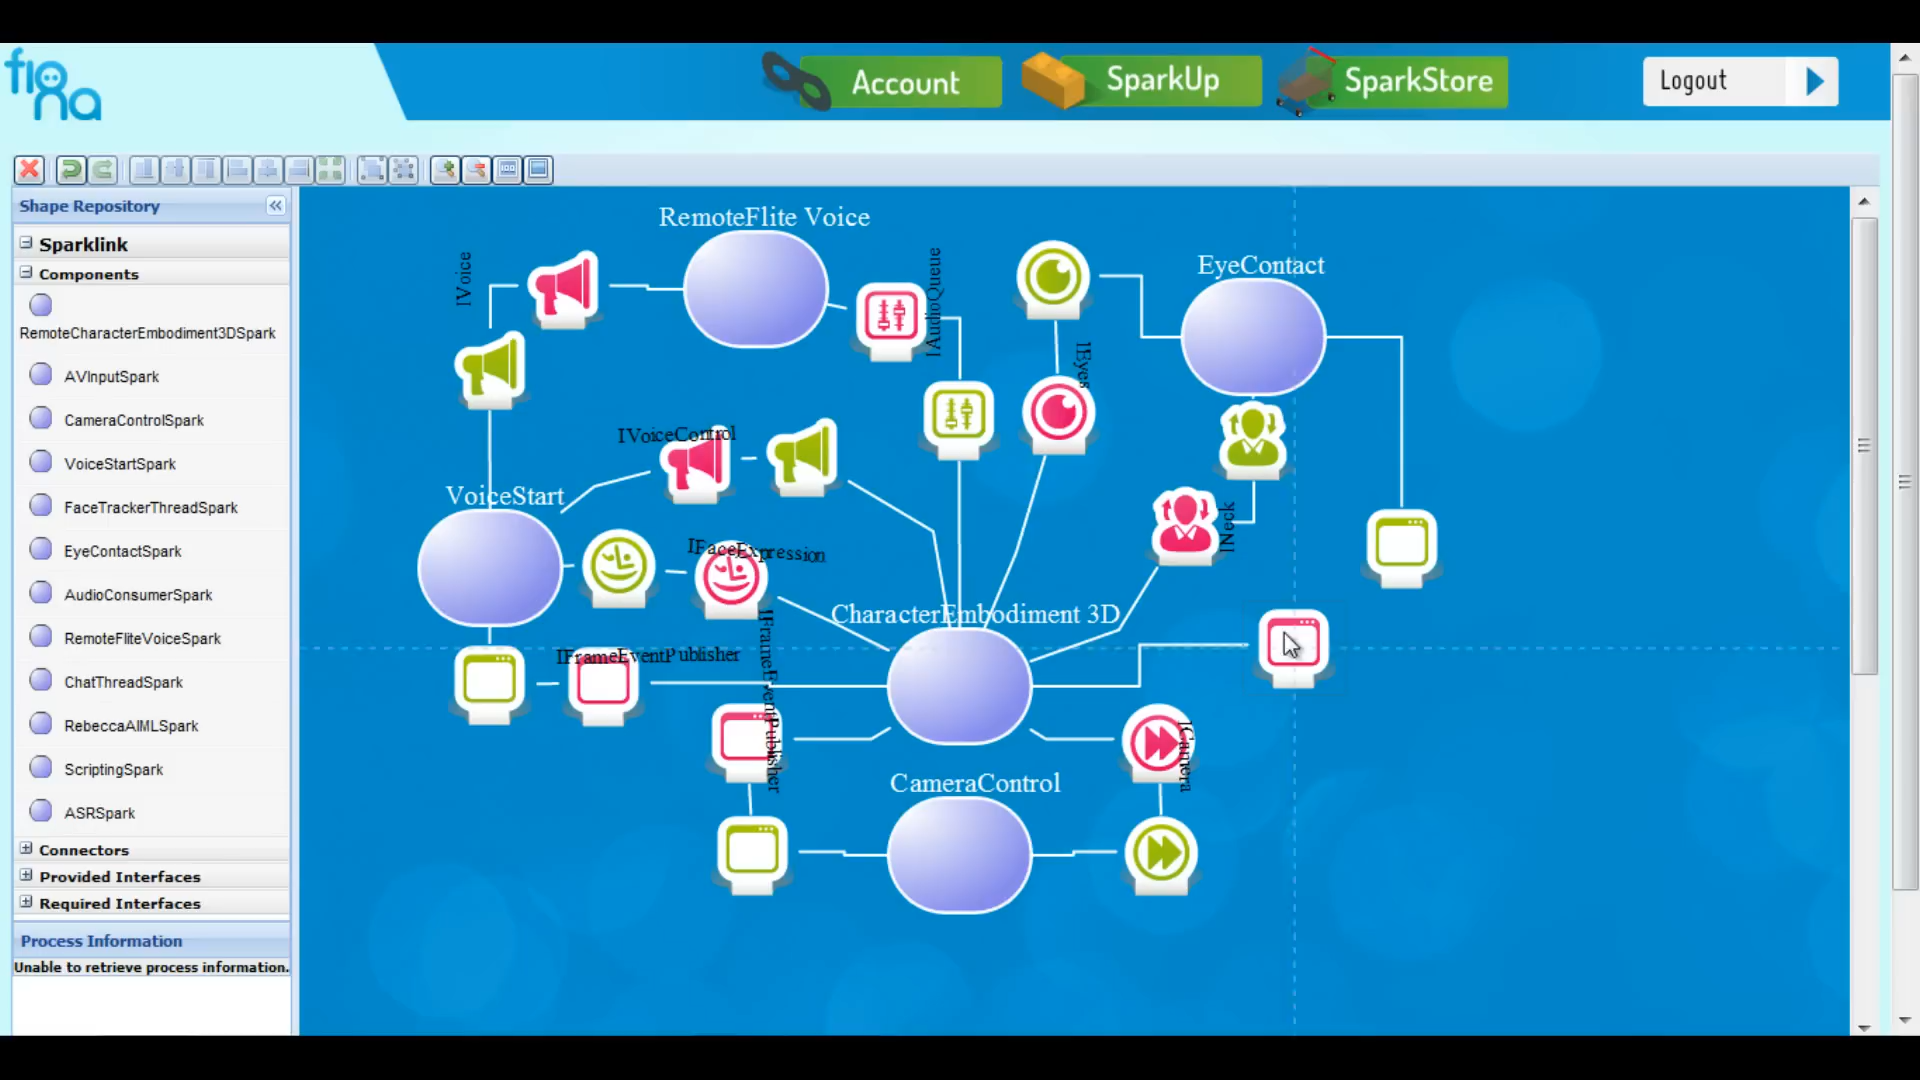 fiona
Account
SparkUp
SparkStore
Logout
Shape Repository
Sparklink
Components
RemoteCharacterEmbodiment3DSpark
AVInputSpark
CameraControlSpark
VoiceStartSpark
FaceTrackerThreadSpark
EyeContactSpark
AudioConsumerSpark
RemoteFliteVoiceSpark
ChatThreadSpark
RebeccaAIMLSpark
ScriptingSpark
ASRSpark
Connectors
Provided Interfaces
Required Interfaces
Process Information
Unable to retrieve process information.
RemoteFlite Voice
IVoice
IAudioQueue
EyeContact
IEyes
IVoiceControl
VoiceStart
INeck
IFaceExpression
CharacterEmbodiment 3D
IFrameEventPublisher
IFrameEventPublisher
ICamera
CameraControl